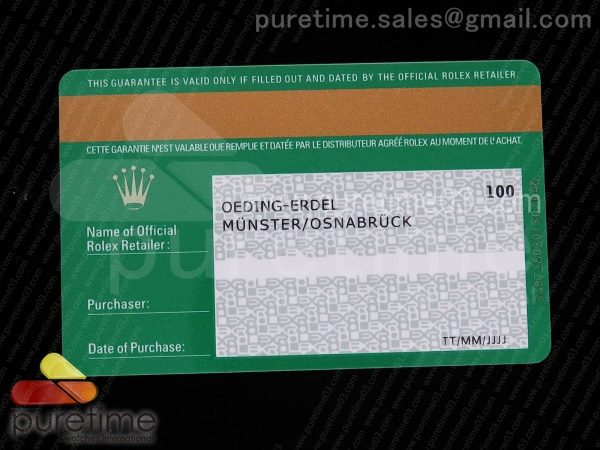 puretime.sales@gmail.com
THIS GUARANTEE IS VALID ONLY IF FILLED OUT AND DATED BY THE OFFICIAL ROLEX RETAILER.
CETTE GARANTIE N'EST VALABLE QUE REMPLIE ET DATÉE PAR LE DISTRIBUTEUR AGRÉÉ ROLEX AU MOMENT DE L'ACHAT.
100
OEDING-ERDEL
MÜNSTER/OSNABRÜCK
Name of Official
Rolex Retailer:
Purchaser:
Date of Purchase:
TT/MM/JJJJ
puretime
watches international